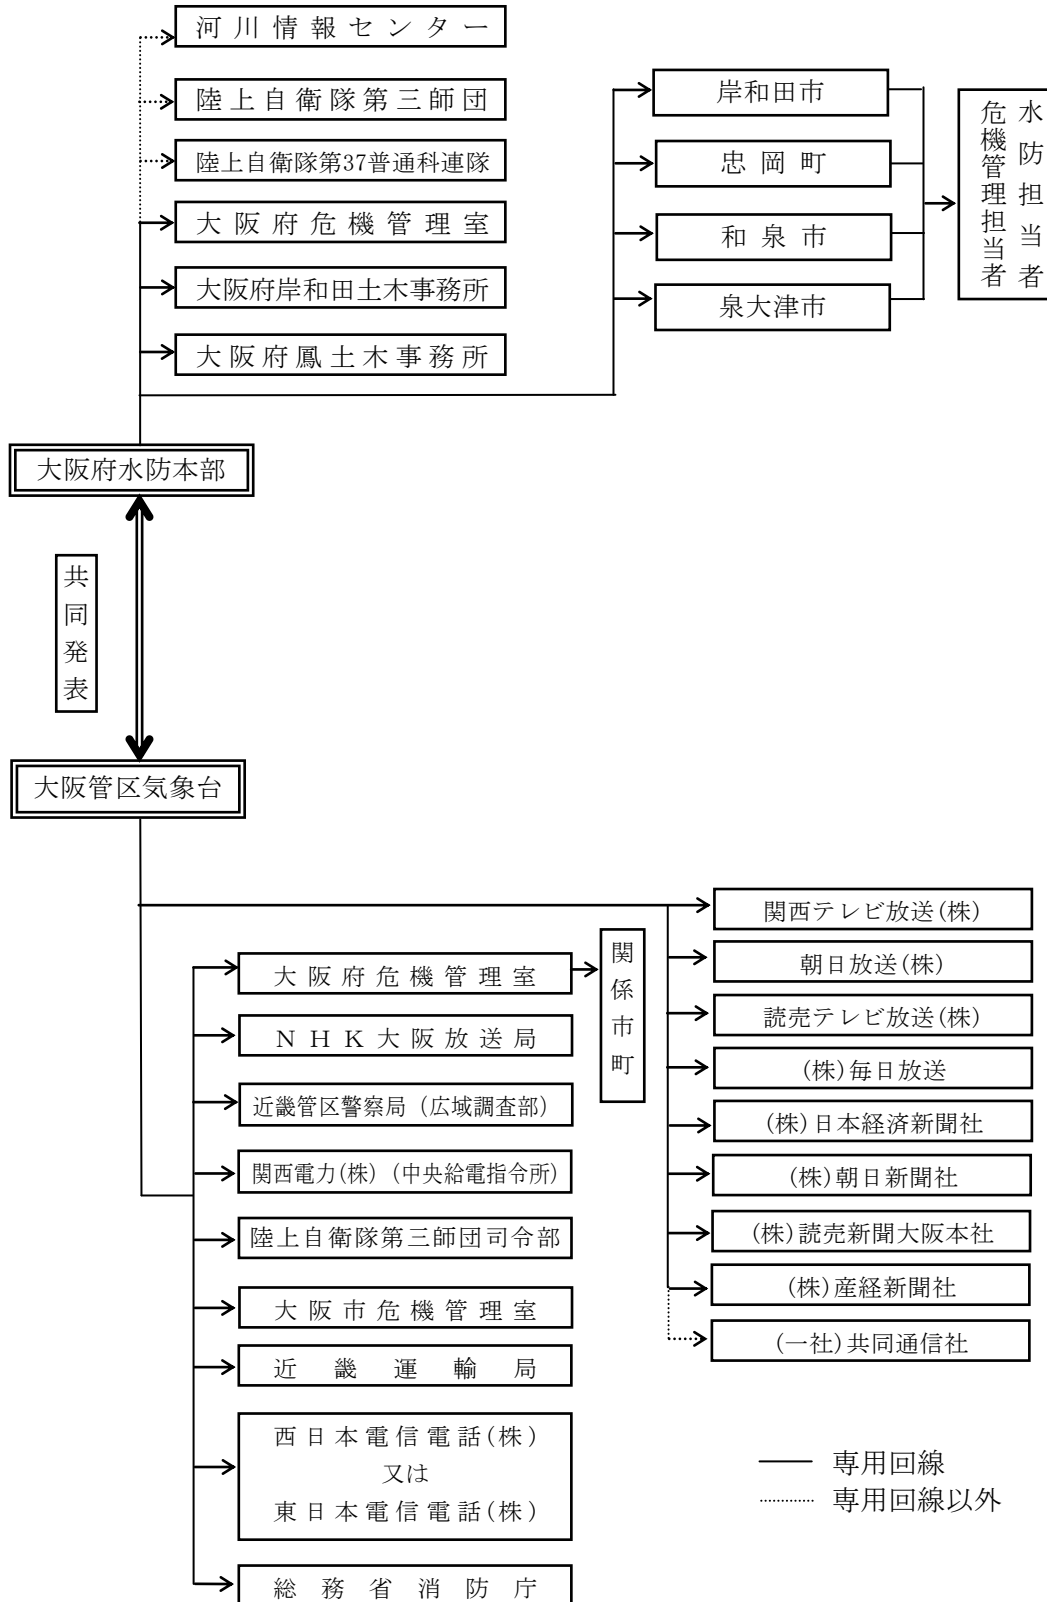 河川情報センター
陸上自衛隊第三師団
陸上自衛隊第37普通科連隊
大阪府危機管理室
大阪府岸和田土木事務所
大阪府鳳土木事務所
岸和田市
忠岡町
和泉市
泉大津市
水防担当者
危機管理担当者
大阪府水防本部
共同発表
大阪管区気象台
大阪府危機管理室
NHK大阪放送局
近畿管区警察局（広域調査部）
関西電力(株)（中央給電指令所）
陸上自衛隊第三師団司令部
大阪市危機管理室
近畿運輸局
西日本電信電話(株)
又は
東日本電信電話(株)
総務省消防庁
関係市町
関西テレビ放送(株)
朝日放送(株)
読売テレビ放送(株)
(株)毎日放送
(株)日本経済新聞社
(株)朝日新聞社
(株)読売新聞大阪本社
(株)産経新聞社
(一社)共同通信社
専用回線
専用回線以外